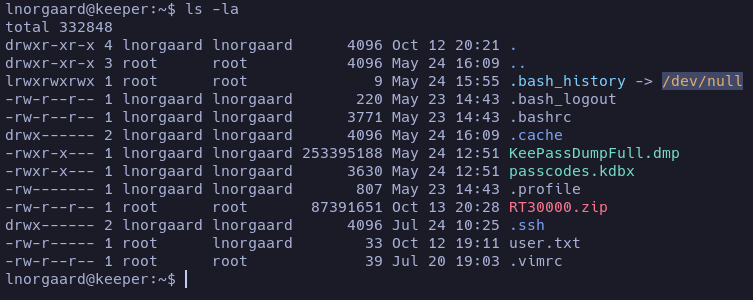 lnorgaard@keeper:~$ ls -la
total 332848
drwxr-xr-x 4 lnorgaard lnorgaard      4096 Oct 12 20:21 .
drwxr-xr-x 3 root      root           4096 May 24 16:09 ..
lrwxrwxrwx 1 root      root              9 May 24 15:55 .bash_history -> /dev/null
-rw-r--r-- 1 lnorgaard lnorgaard       220 May 23 14:43 .bash_logout
-rw-r--r-- 1 lnorgaard lnorgaard      3771 May 23 14:43 .bashrc
drwx------ 2 lnorgaard lnorgaard      4096 May 24 16:09 .cache
-rwxr-x--- 1 lnorgaard lnorgaard 253395188 May 24 12:51 KeePassDumpFull.dmp
-rwxr-x--- 1 lnorgaard lnorgaard      3630 May 24 12:51 passcodes.kdbx
-rw------- 1 lnorgaard lnorgaard       807 May 23 14:43 .profile
-rw-r--r-- 1 root      root       87391651 Oct 13 20:28 RT30000.zip
drwx------ 2 lnorgaard lnorgaard      4096 Jul 24 10:25 .ssh
-rw-r----- 1 root      lnorgaard        33 Oct 12 19:11 user.txt
-rw-r--r-- 1 root      root             39 Jul 20 19:03 .vimrc
lnorgaard@keeper:~$